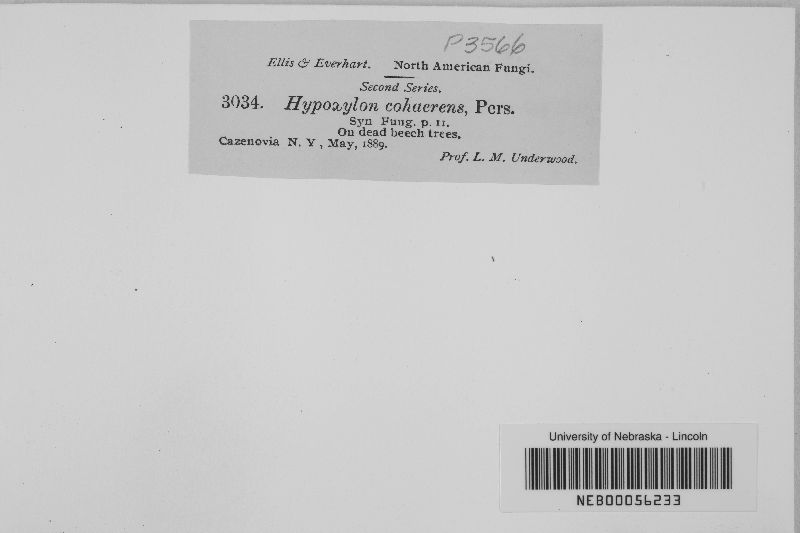 P3566
Ellis & Everhart. North American Fungi.
Second Series.
3034. Hypoxylon cohaerens, Pers.
Syn Fung. p. 11.
On dead beech trees.
Cazenovia N. Y, May, 1889.
Prof. L. M. Underwood.
University of Nebraska - Lincoln
NEB00056233